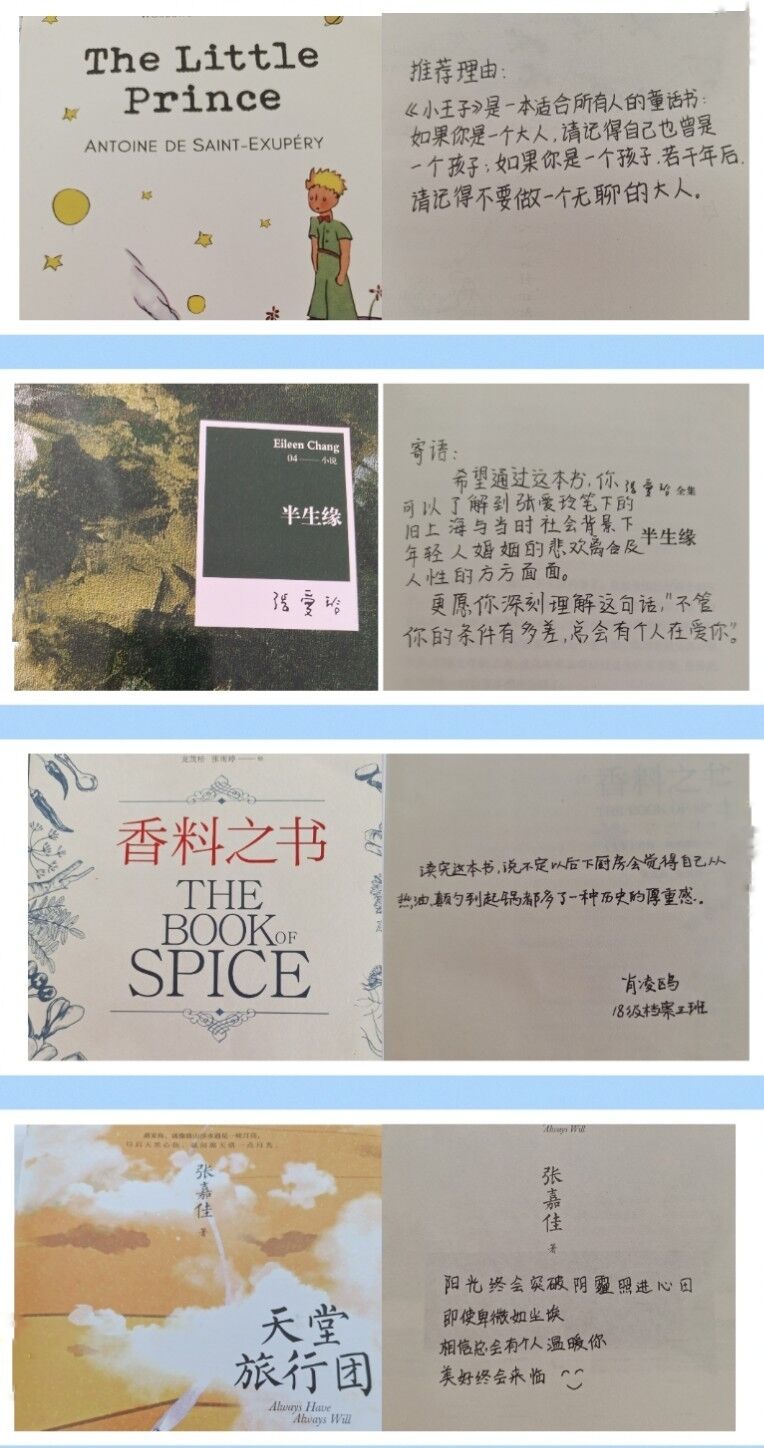 The Little
Prince
ANTOINE DE SAINT-EXUPÉRY
推荐理由：
《小王子》是一本适合所有人的童话书：
如果你是一个大人，请记得自己也曾是
一个孩子；如果你是一个孩子，若干年后，
请记得不要做一个无聊的大人。
Eileen Chang
04——小说
半生缘
张爱玲
寄语：
希望通过这本书，你
可以了解到张爱玲笔下的
旧上海与当时社会背景下
年轻人婚姻的悲欢离合及
人性的方方面面。
更愿你深刻理解这句话，"不管
你的条件有多差，总会有个人在爱你"。
張愛玲 全集
半生缘
香料之书
THE
BOOK OF
SPICE
香料之书
读完这本书，说不定以后下厨房会觉得自己从
热油、颠勺到起锅都多了一种历史的厚重感。
肖凌鸥
18级档案二班
张嘉佳
著
天堂
旅行团
Always Have
Always Will
Always Will
张嘉佳
著
阳光终会突破阴霾照进心田
即使卑微如尘埃
相信总会有个人温暖你
美好终会来临